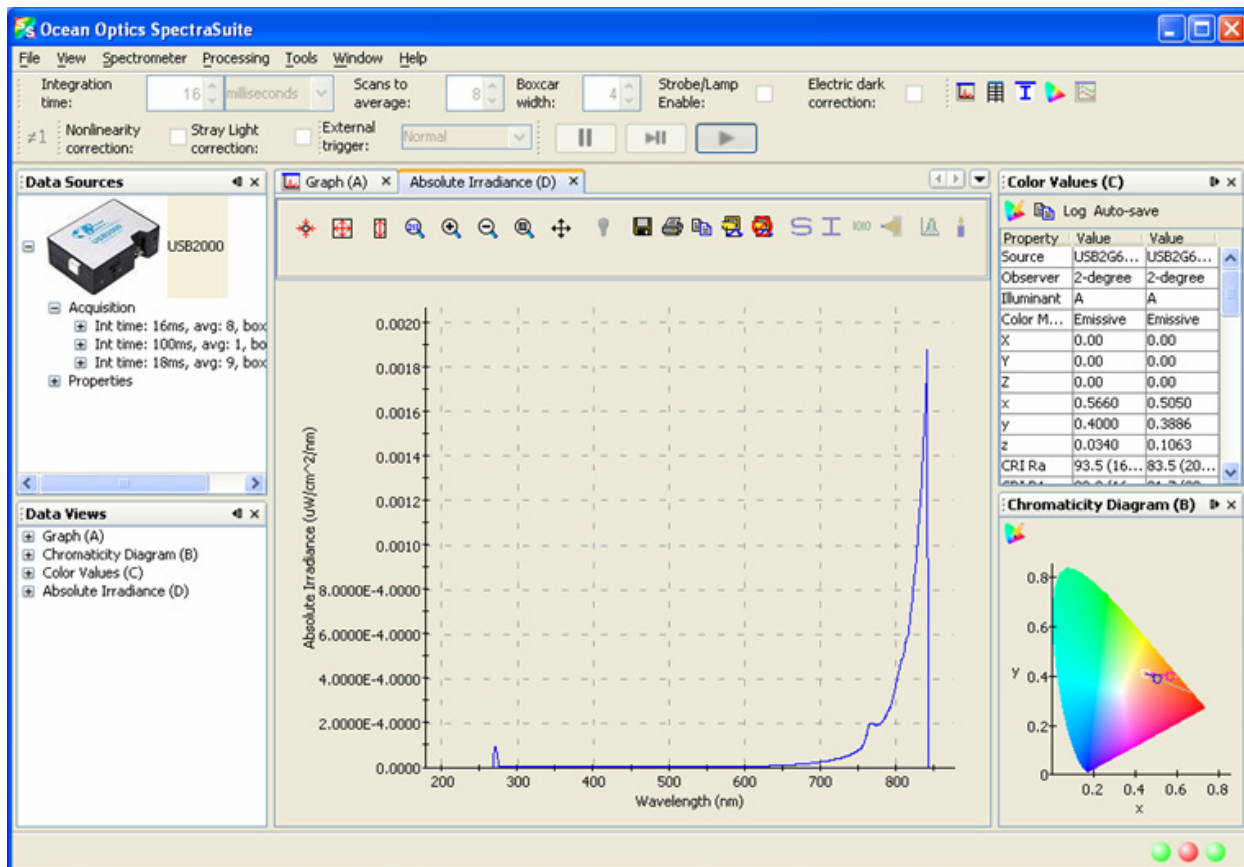 Ocean Optics SpectraSuite
File View Spectrometer Processing Tools Window Help
Integration time: 16 milliseconds Scans to average: 8 Boxcar width: 4 Strobe/Lamp Enable: Electric dark correction:
≠1 Nonlinearity correction: Stray Light correction: External trigger: Normal
Data Sources
USB2000
Acquisition
Int time: 16ms, avg: 8, box
Int time: 100ms, avg: 1, bo
Int time: 18ms, avg: 9, box
Properties
Data Views
Graph (A)
Chromaticity Diagram (B)
Color Values (C)
Absolute Irradiance (D)
Graph (A) Absolute Irradiance (D)
Absolute Irradiance (uW/cm^2/nm)
0.0020
0.0018
0.0016
0.0014
0.0012
0.0010
8.0000E-4.0000
6.0000E-4.0000
4.0000E-4.0000
2.0000E-4.0000
0.0000
200 300 400 500 600 700 800
Wavelength (nm)
Color Values (C)
Log Auto-save
Property Value Value
Source USB2G6... USB2G6...
Observer 2-degree 2-degree
Illuminant A A
Color M... Emissive Emissive
X 0.00 0.00
Y 0.00 0.00
Z 0.00 0.00
x 0.5660 0.5050
y 0.4000 0.3886
z 0.0340 0.1063
CRI Ra 93.5 (16... 83.5 (20...
Chromaticity Diagram (B)
0.8
0.6
y 0.4
0.2
0
0.2 0.4 0.6 0.8
x